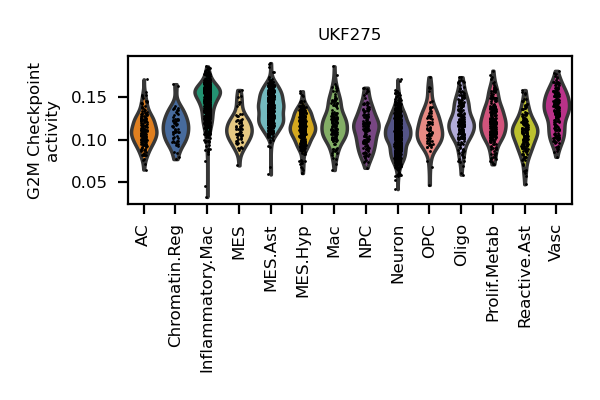 UKF275
G2M Checkpoint
activity
0.15
0.10
0.05
AC
Chromatin.Reg
Inflammatory.Mac
MES
MES.Ast
MES.Hyp
Mac
NPC
Neuron
OPC
Oligo
Prolif.Metab
Reactive.Ast
Vasc